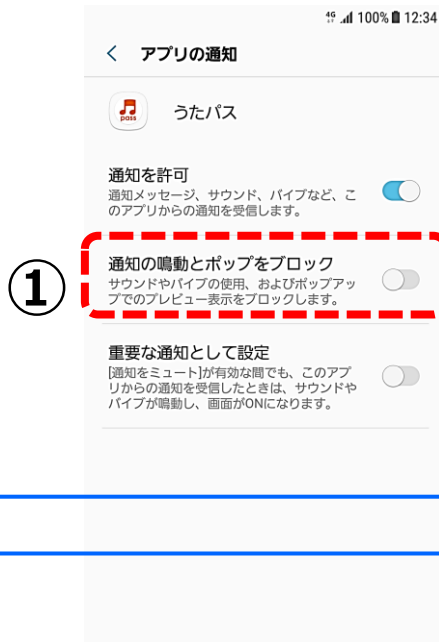 4G 100% 12:34
アプリの通知
pass
うたパス
通知を許可
通知メッセージ、サウンド、バイブなど、こ
のアプリからの通知を受信します。
①
通知の鳴動とポップをブロック
サウンドやバイブの使用、およびポップアッ
プでのプレビュー表示をブロックします。
重要な通知として設定
[通知をミュート]が有効な間でも、このアプ
リからの通知を受信したときは、サウンドや
バイブが鳴動し、画面がONになります。